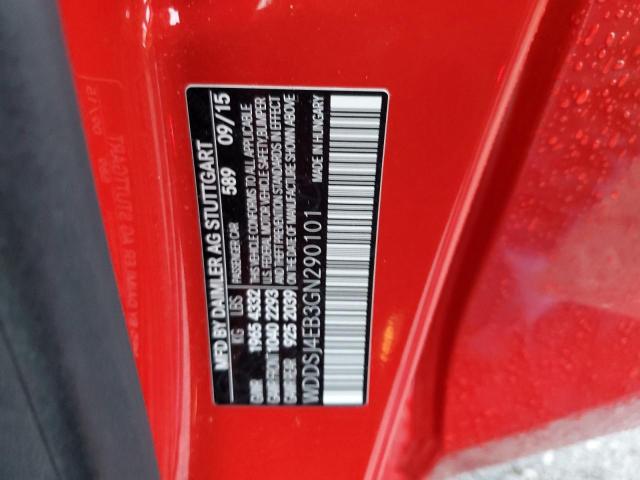 MFD BY DAIMLER AG STUTTGART
PASSENGER CAR 589 09/15
KG LBS
GVWR 1965 4332
GAWR FRONT 1040 2293
GAWR REAR 925 2039
THIS VEHICLE CONFORMS TO ALL APPLICABLE
U.S. FEDERAL MOTOR VEHICLE SAFETY, BUMPER
AND THEFT PREVENTION STANDARDS IN EFFECT
ON THE DATE OF MANUFACTURE SHOWN ABOVE
WDDSJ4EB3GN290101
MADE IN HUNGARY